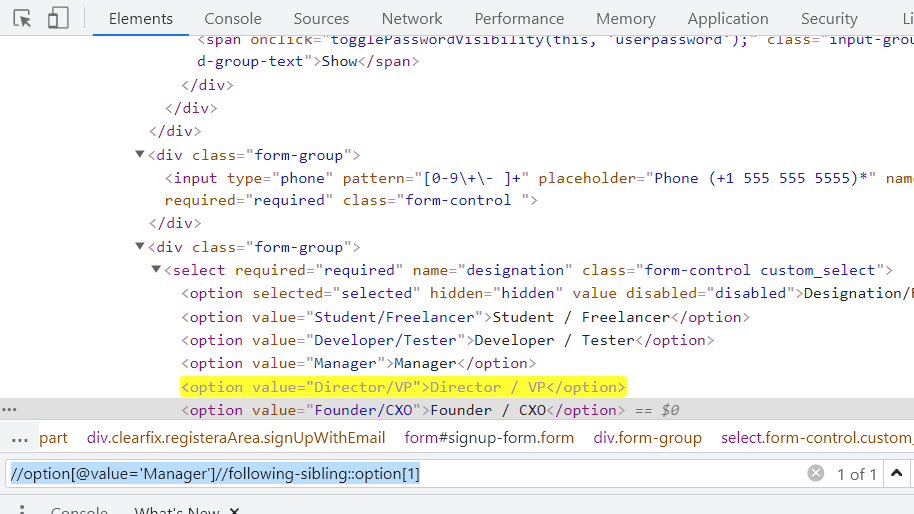 Elements Console Sources Network Performance Memory Application Security
<span onclick="togglePasswordVisibility(this, 'userpassword');" class="input-grou
d-group-text">Show</span>
</div>
</div>
</div>
<div class="form-group">
<input type="phone" pattern="[0-9\+\- ]+" placeholder="Phone (+1 555 555 5555)*" nam
required="required" class="form-control ">
</div>
<div class="form-group">
<select required="required" name="designation" class="form-control custom_select">
<option selected="selected" hidden="hidden" value disabled="disabled">Designation/
<option value="Student/Freelancer">Student / Freelancer</option>
<option value="Developer/Tester">Developer / Tester</option>
<option value="Manager">Manager</option>
<option value="Director/VP">Director / VP</option>
... <option value="Founder/CXO">Founder / CXO</option> == $0
... part div.clearfix.registeraArea.signUpWithEmail form#signup-form.form div.form-group select.form-control.custom_
//option[@value='Manager']//following-sibling::option[1] 1 of 1
Console What's New